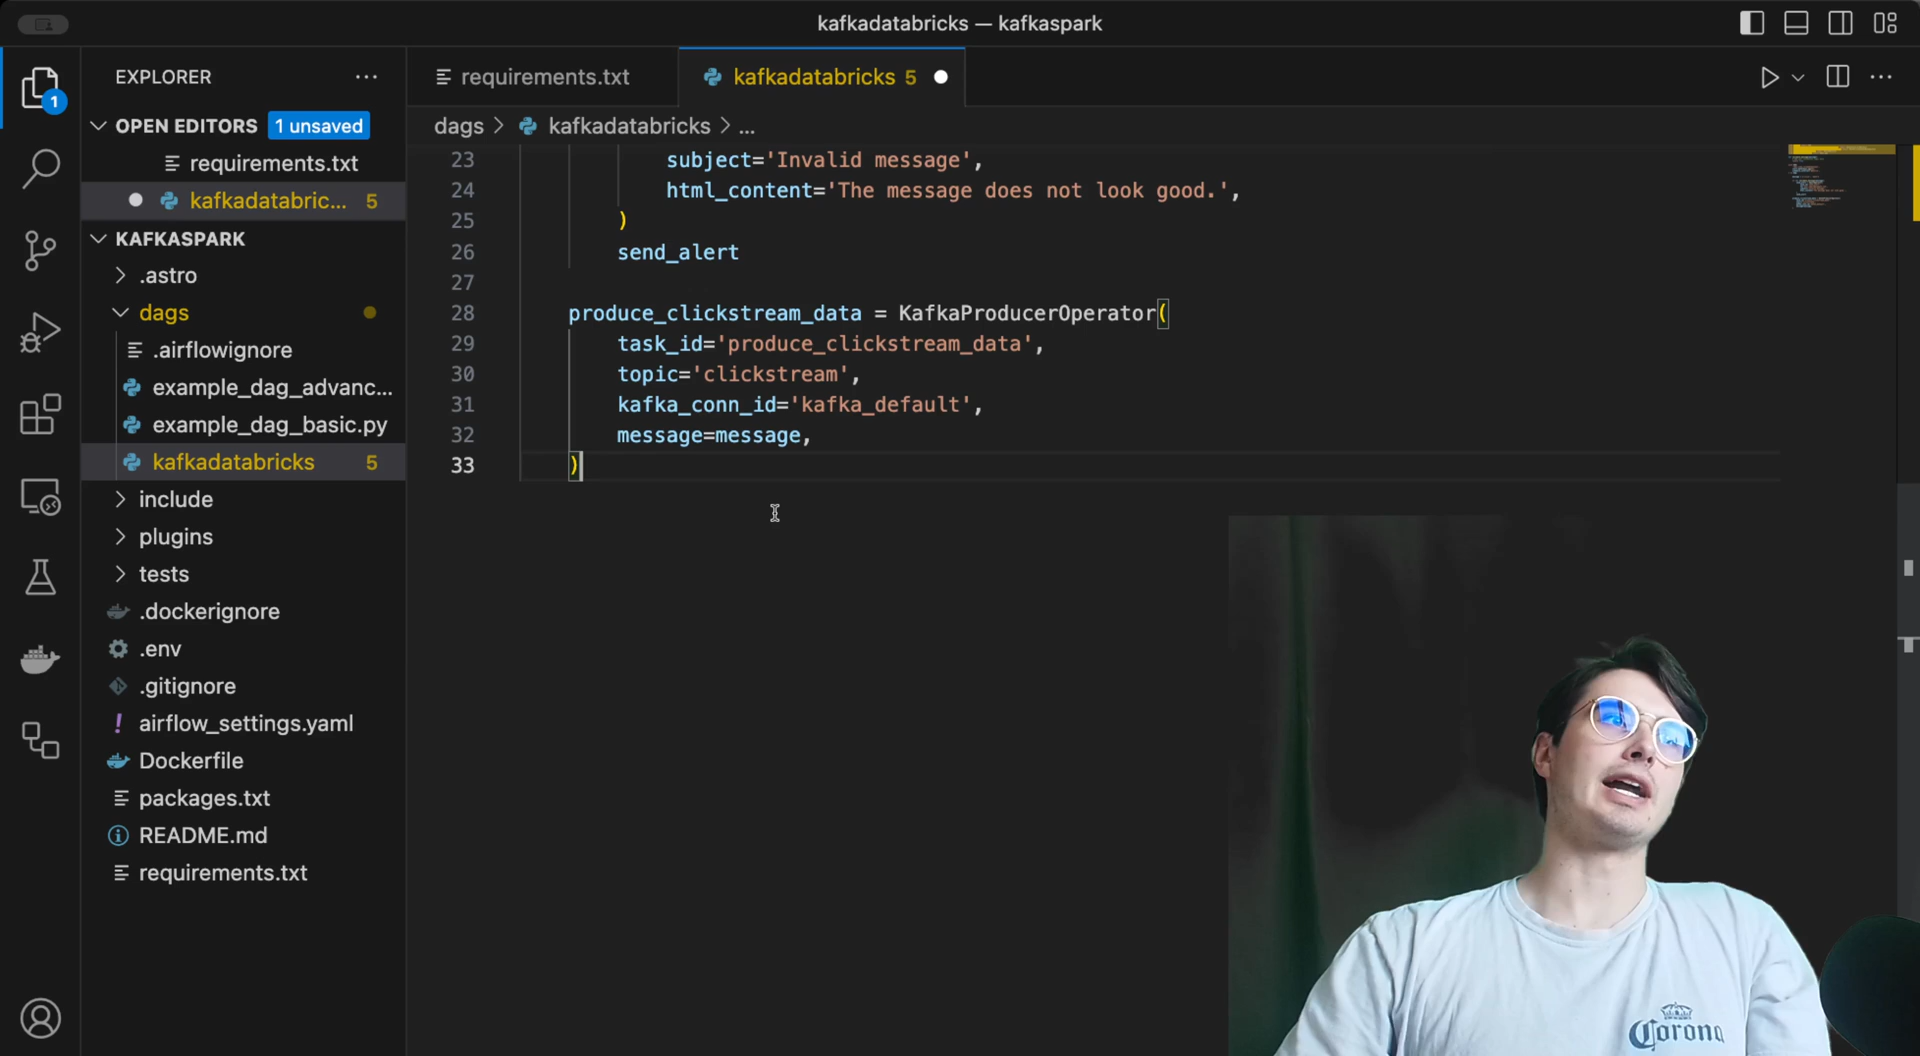 kafkadatabricks — kafkaspark
EXPLORER
requirements.txt
kafkadatabricks 5
OPEN EDITORS 1 unsaved
dags > kafkadatabricks > ...
requirements.txt
kafkadatabric... 5
KAFKASPARK
.astro
dags
.airflowignore
example_dag_advanc...
example_dag_basic.py
kafkadatabricks 5
include
plugins
tests
.dockerignore
.env
.gitignore
airflow_settings.yaml
Dockerfile
packages.txt
README.md
requirements.txt
1
23 subject='Invalid message',
24 html_content='The message does not look good.',
25 )
26 send_alert
27
28 produce_clickstream_data = KafkaProducerOperator(
29 task_id='produce_clickstream_data',
30 topic='clickstream',
31 kafka_conn_id='kafka_default',
32 message=message,
33 )
Corona